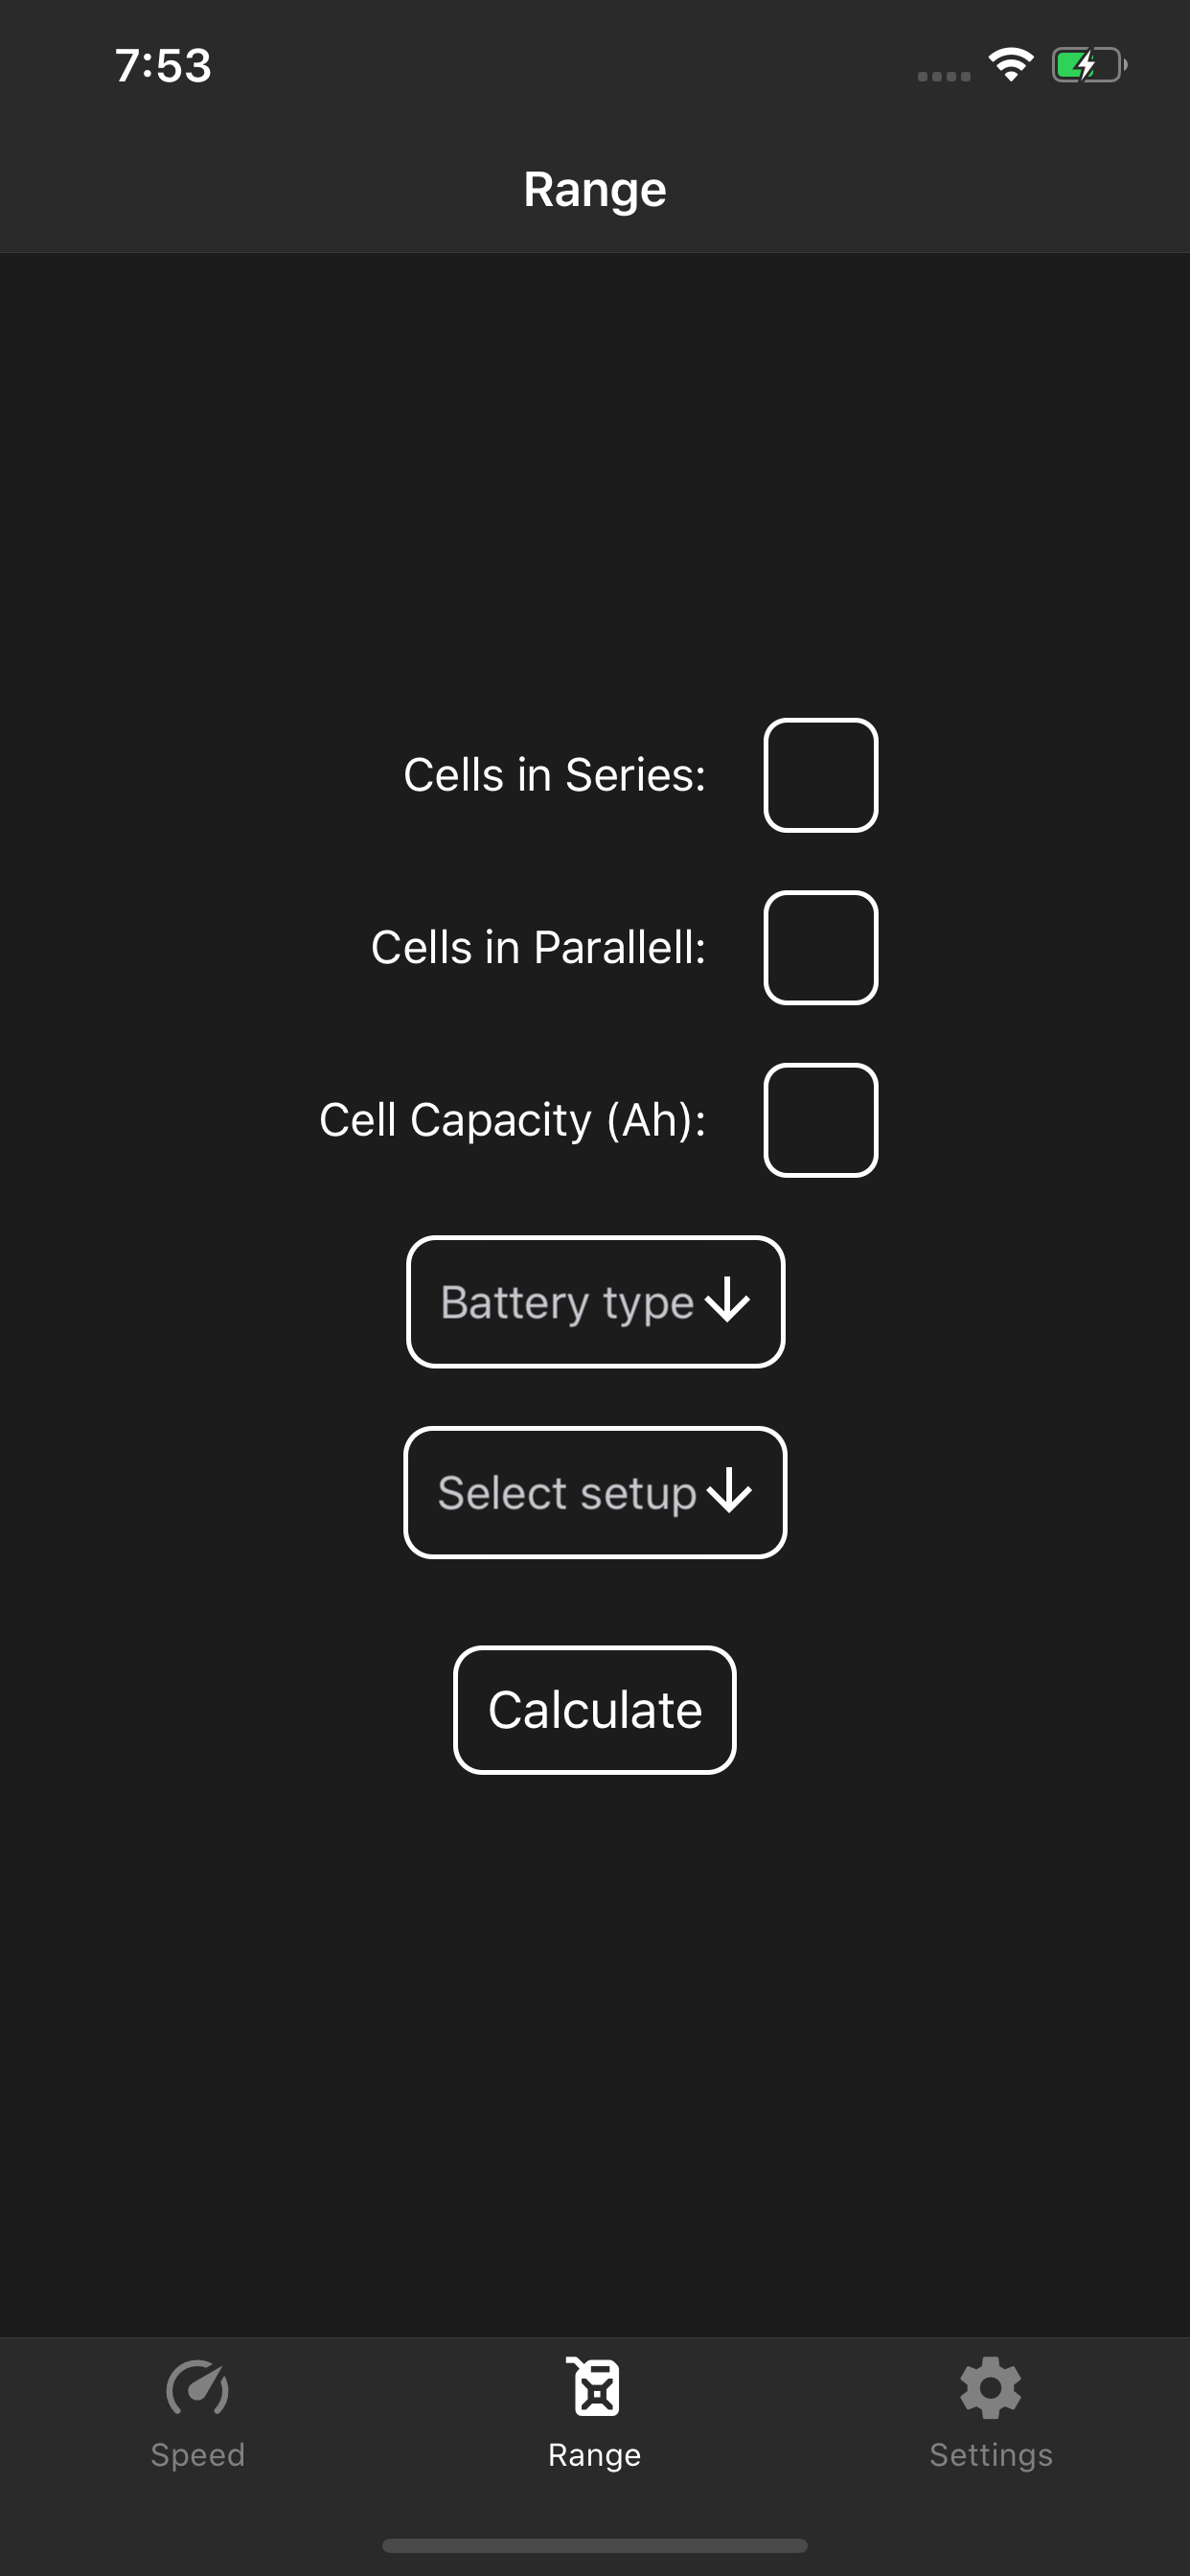 7:53
Range
Cells in Series:
Cells in Parallell:
Cell Capacity (Ah):
Battery type
Select setup
Calculate
Speed
Range
Settings